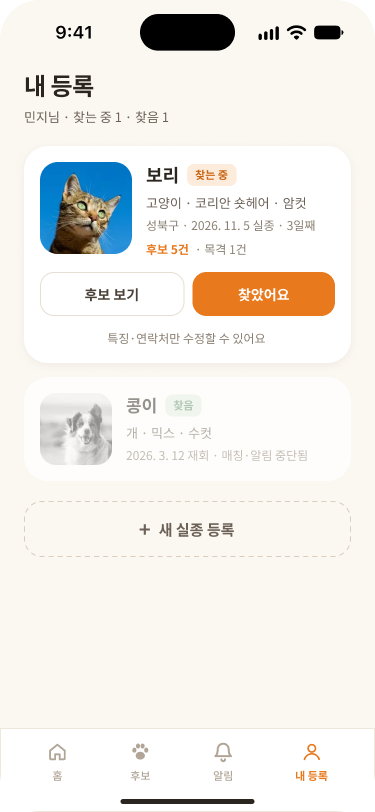 9:41
내 등록
민지님 · 찾는 중 1 · 찾음 1
보리 찾는 중
고양이 · 코리안 숏헤어 · 암컷
성북구 · 2026. 11. 5 실종 · 3일째
후보 5건 · 목격 1건
후보 보기 찾았어요
특징·연락처만 수정할 수 있어요
콩이 찾음
개 · 믹스 · 수컷
2026. 3. 12 재회 · 매칭·알림 중단됨
+ 새 실종 등록
홈 후보 알림 내 등록